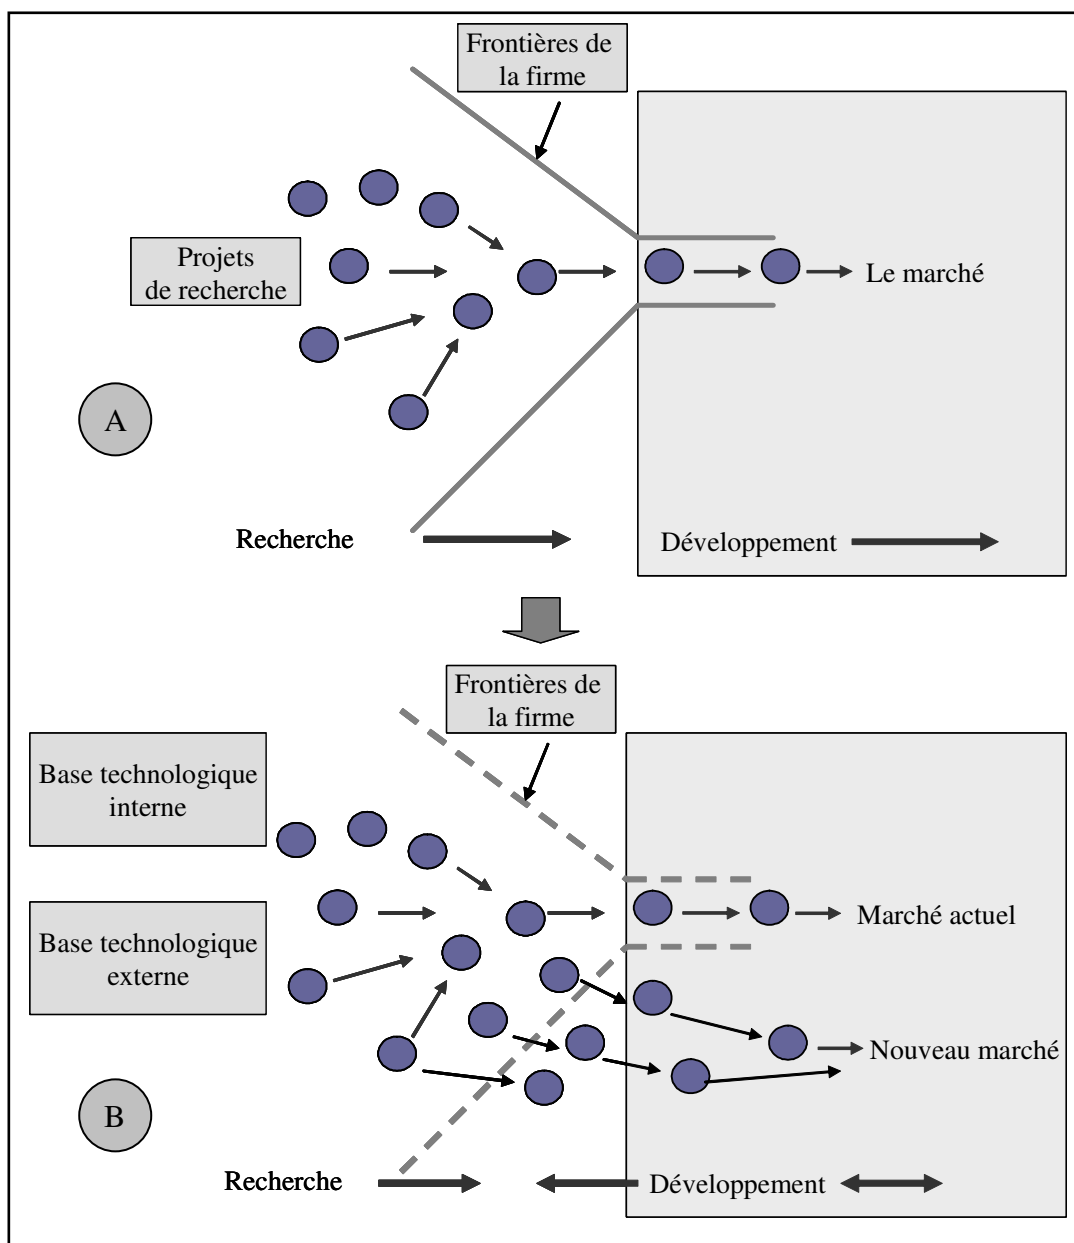 Frontières de
la firme
Projets
de recherche
Le marché
A
Recherche
Développement
Frontières de
la firme
Base technologique
interne
Base technologique
externe
Marché actuel
Nouveau marché
B
Recherche
Développement